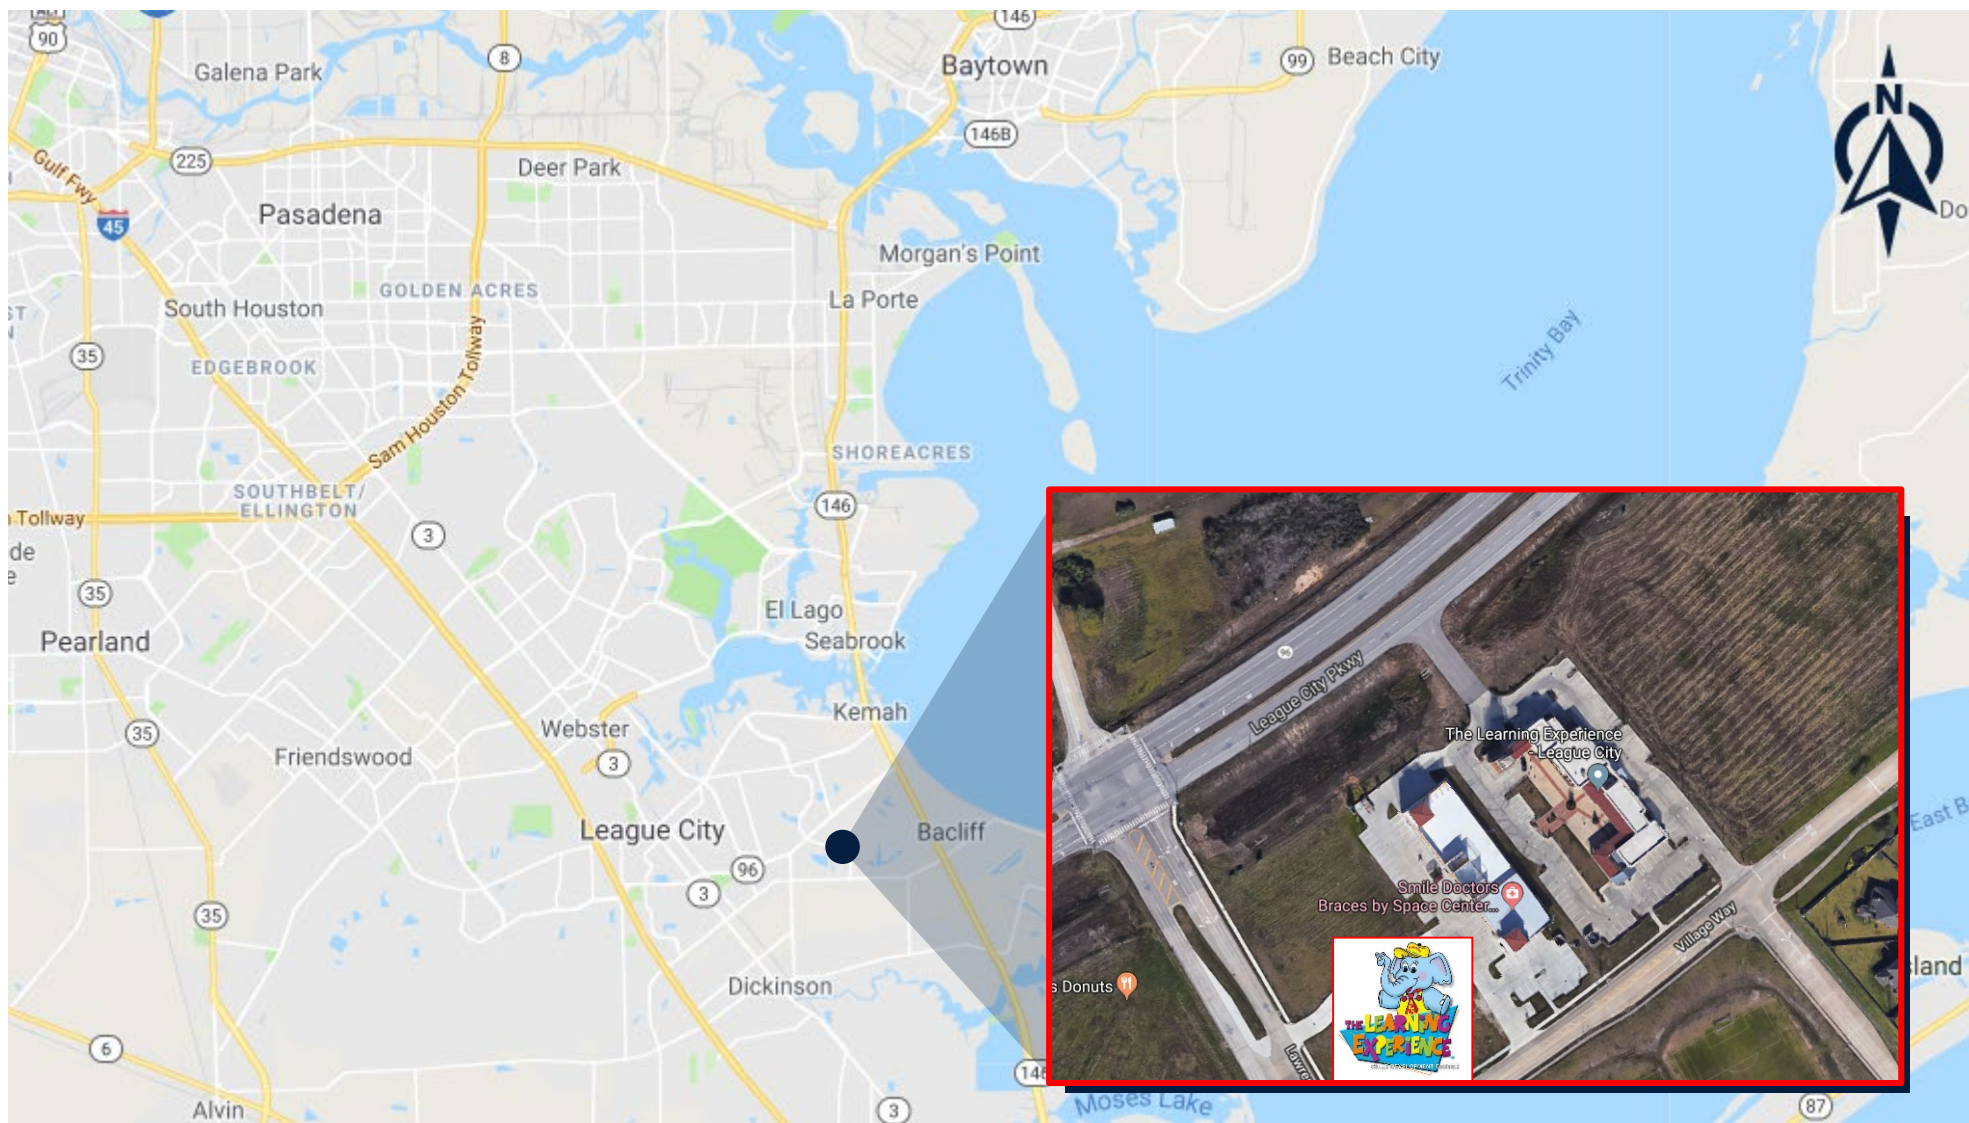 90
Galena Park
8
146
Baytown
99
Beach City
N
146B
Gulf Fwy
225
Deer Park
45
Pasadena
Do
Morgan's Point
GOLDEN ACRES
La Porte
South Houston
Trinity Bay
35
EDGEBROOK
Sam Houston Tollway
SHOREACRES
SOUTHBELT/
ELLINGTON
146
Tollway
3
de
e
35
El Lago
Pearland
Seabrook
96
League City Pkwy
35
Kemah
Webster
Friendswood
3
The Learning Experience
- League City
League City
Bacliff
East B
96
3
Smile Doctors
Braces by Space Center...
35
Village Way
land
Dickinson
s Donuts
THE LEARNING
EXPERIENCE
6
Lawre
146
Moses Lake
Alvin
3
87